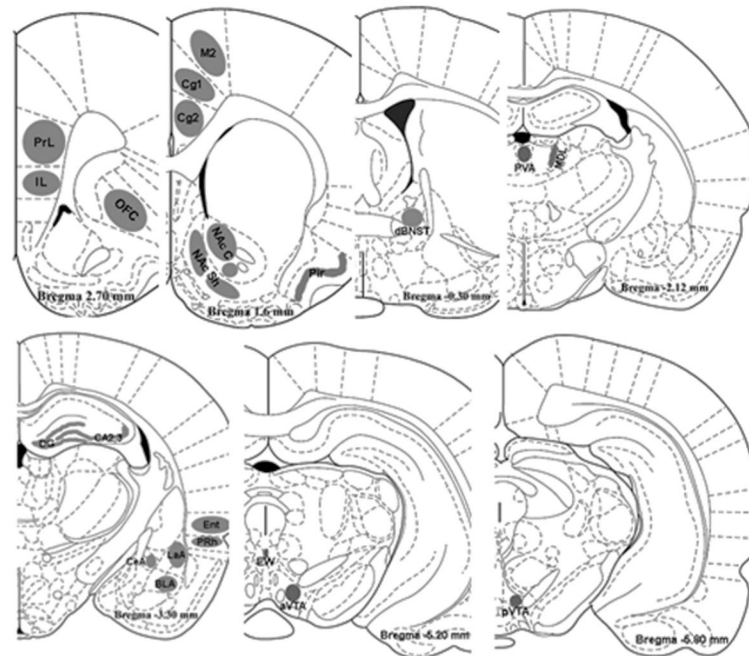 PrL
IL
OFC
Bregma 2.70 mm
M2
Cg1
Cg2
NAc C
NAc Sh
Pir
Bregma 1.6 mm
dBNST
Bregma -0.30 mm
PVA
Bregma -2.12 mm
DG
CA2.3
Ent
PRh
CeA
LaA
BLA
Bregma -3.30 mm
EW
aVTA
Bregma -5.20 mm
pVTA
Bregma -5.80 mm